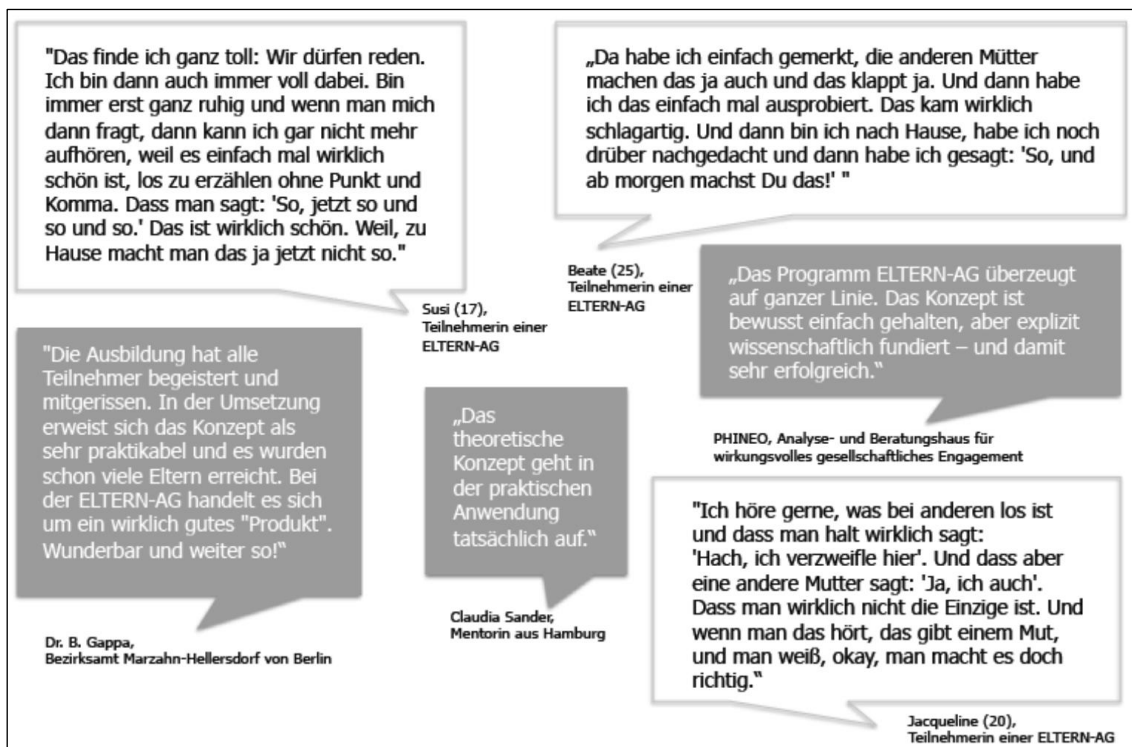 "Das finde ich ganz toll: Wir dürfen reden.
Ich bin dann auch immer voll dabei. Bin
immer erst ganz ruhig und wenn man mich
dann fragt, dann kann ich gar nicht mehr
aufhören, weil es einfach mal wirklich
schön ist, los zu erzählen ohne Punkt und
Komma. Dass man sagt: 'So, jetzt so und
so und so.' Das ist wirklich schön. Weil, zu
Hause macht man das ja jetzt nicht so."
Susi (17),
Teilnehmerin einer
ELTERN-AG
„Da habe ich einfach gemerkt, die anderen Mütter
machen das ja auch und das klappt ja. Und dann habe
ich das einfach mal ausprobiert. Das kam wirklich
schlagartig. Und dann bin ich nach Hause, habe ich noch
drüber nachgedacht und dann habe ich gesagt: 'So, und
ab morgen machst Du das!' "
Beate (25),
Teilnehmerin einer
ELTERN-AG
„Das Programm ELTERN-AG überzeugt
auf ganzer Linie. Das Konzept ist
bewusst einfach gehalten, aber explizit
wissenschaftlich fundiert – und damit
sehr erfolgreich.“
PHINEO, Analyse- und Beratungshaus für
wirkungsvolles gesellschaftliches Engagement
"Die Ausbildung hat alle
Teilnehmer begeistert und
mitgerissen. In der Umsetzung
erweist sich das Konzept als
sehr praktikabel und es wurden
schon viele Eltern erreicht. Bei
der ELTERN-AG handelt es sich
um ein wirklich gutes "Produkt".
Wunderbar und weiter so!“
Dr. B. Gappa,
Bezirksamt Marzahn-Hellersdorf von Berlin
„Das
theoretische
Konzept geht in
der praktischen
Anwendung
tatsächlich auf.“
Claudia Sander,
Mentorin aus Hamburg
"Ich höre gerne, was bei anderen los ist
und dass man halt wirklich sagt:
'Hach, ich verzweifle hier'. Und dass aber
eine andere Mutter sagt: 'Ja, ich auch'.
Dass man wirklich nicht die Einzige ist. Und
wenn man das hört, das gibt einem Mut,
und man weiß, okay, man macht es doch
richtig.“
Jacqueline (20),
Teilnehmerin einer ELTERN-AG